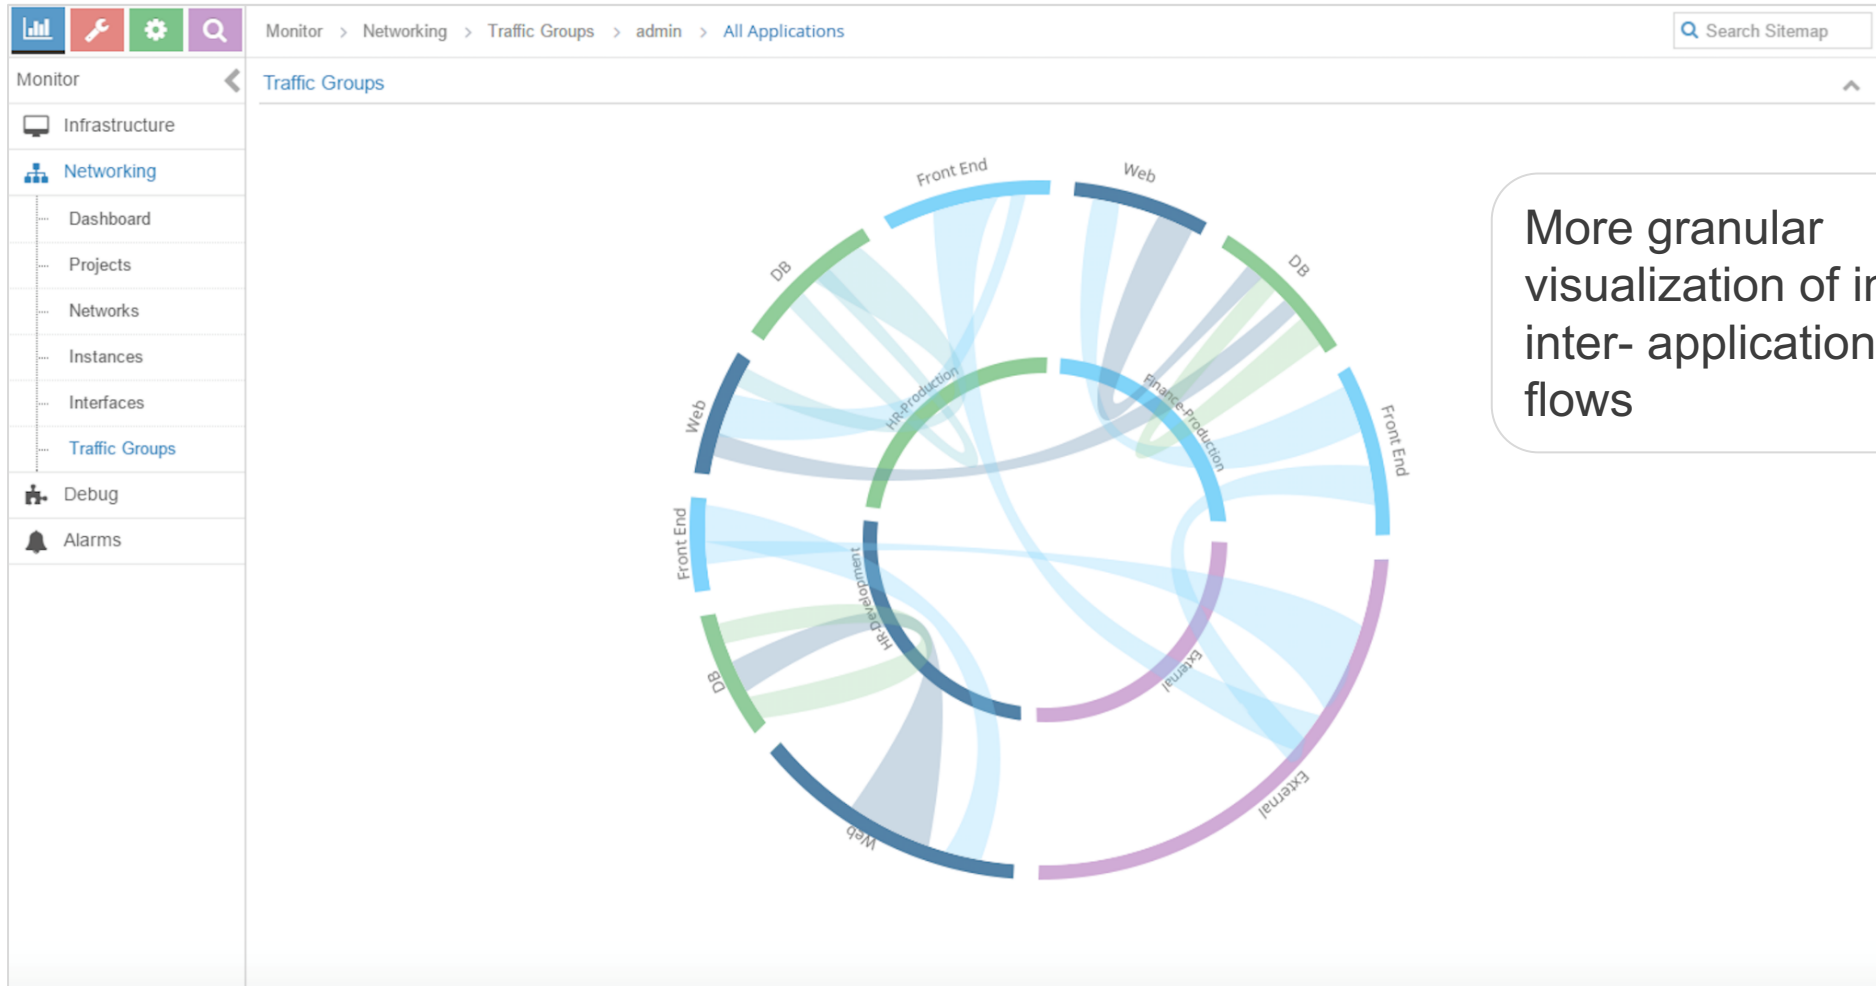 Monitor > Networking > Traffic Groups > admin > All Applications
Search Sitemap
Monitor
Traffic Groups
Infrastructure
Networking
Dashboard
Projects
Networks
Instances
Interfaces
Traffic Groups
Debug
Alarms
Front End
Web
DB
DB
Web
Front End
Front End
DB
Web
External
HR-Production
Finance-Production
HR-Development
External
More granular
visualization of
inter- application
flows